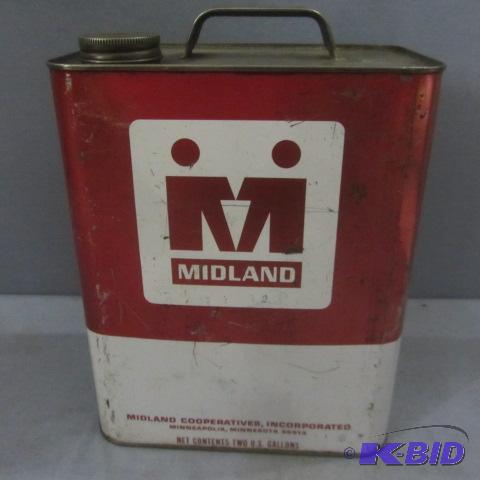 M
MIDLAND
MIDLAND COOPERATIVES, INCORPORATED
MINNEAPOLIS, MINNESOTA
NET CONTENTS TWO U.S. GALLONS
© K-BID